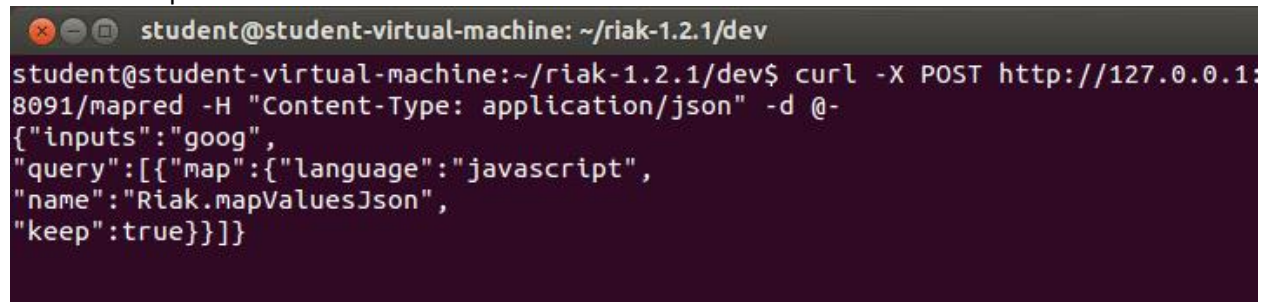 student@student-virtual-machine: ~/riak-1.2.1/dev
student@student-virtual-machine:~/riak-1.2.1/dev$ curl -X POST http://127.0.0.1:
8091/mapred -H "Content-Type: application/json" -d @-
{"inputs":"goog",
"query":[{"map":{"language":"javascript",
"name":"Riak.mapValuesJson",
"keep":true}}]}